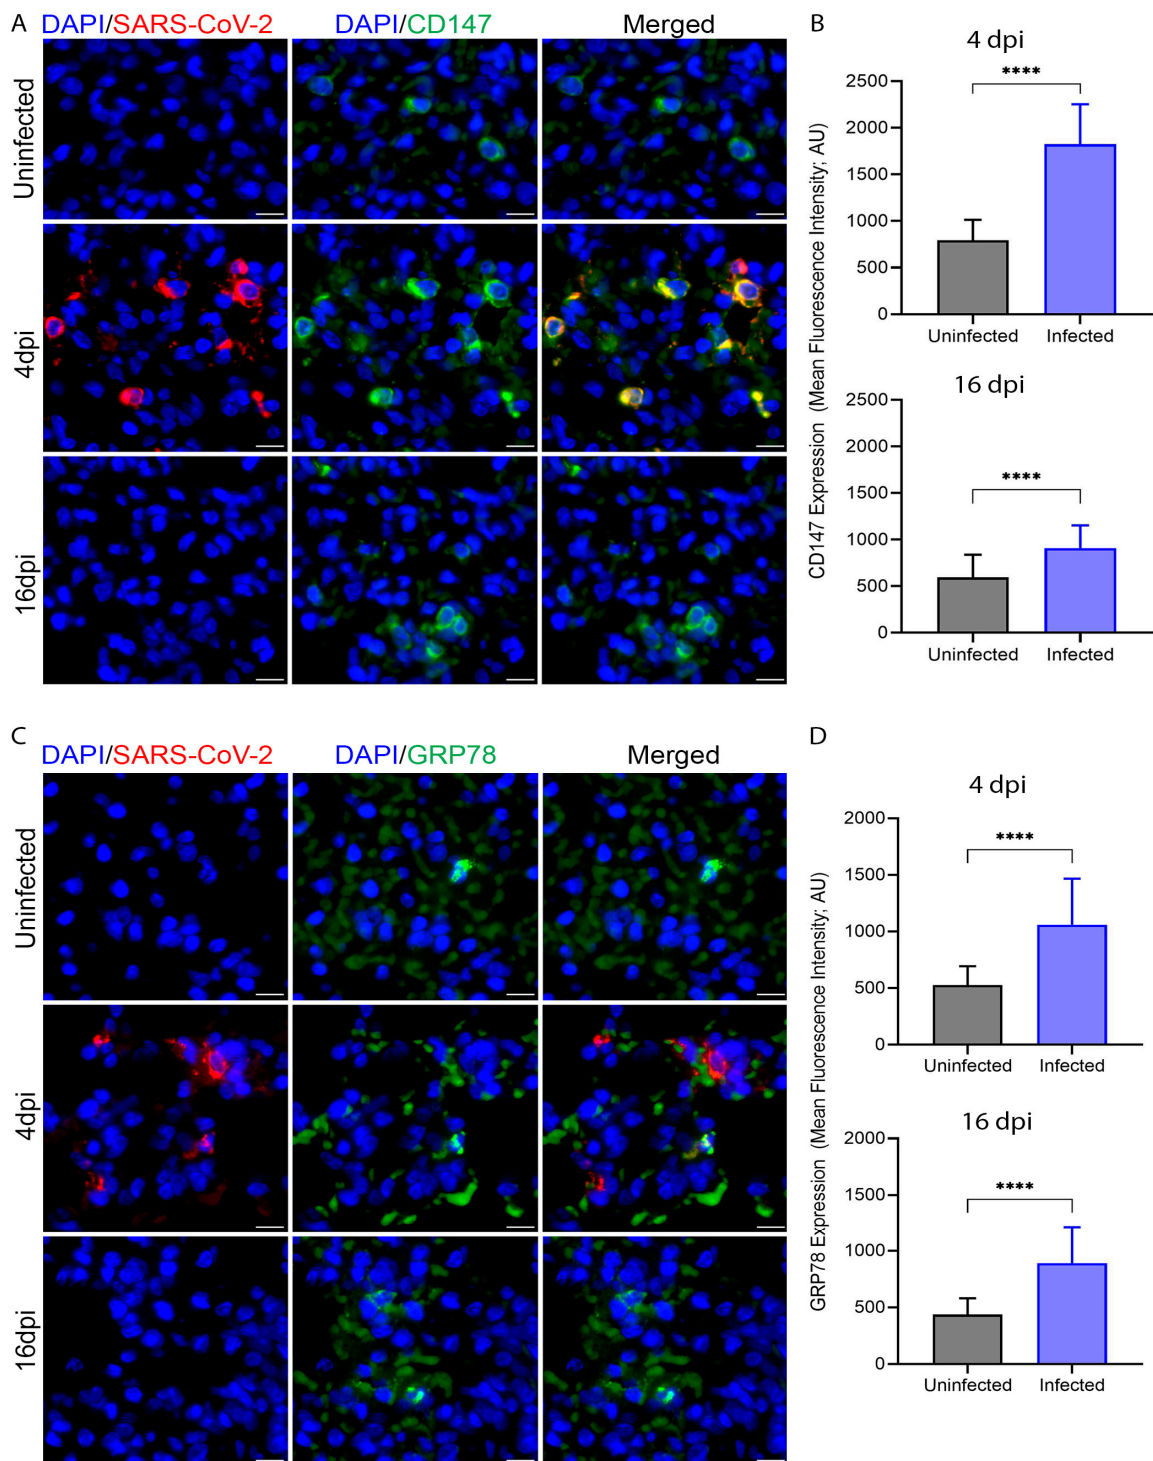 A
DAPI/SARS-CoV-2 DAPI/CD147 Merged
Uninfected
4dpi
16dpi
B
4 dpi
****
2500
2000
1500
1000
500
0
Uninfected Infected
16 dpi
****
2500
2000
1500
1000
500
0
Uninfected Infected
CD147 Expression (Mean Fluorescence Intensity; AU)
C
DAPI/SARS-CoV-2 DAPI/GRP78 Merged
Uninfected
4dpi
16dpi
D
4 dpi
****
2000
1500
1000
500
0
Uninfected Infected
16 dpi
****
2000
1500
1000
500
0
Uninfected Infected
GRP78 Expression (Mean Fluorescence Intensity; AU)